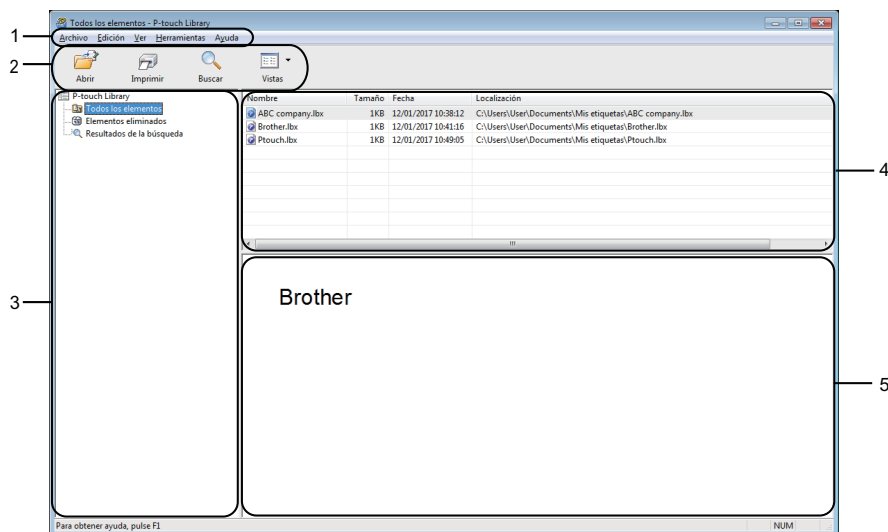 Todos los elementos - P-touch Library
1
Archivo Edición Ver Herramientas Ayuda
2
Abrir Imprimir Buscar Vistas
P-touch Library
Todos los elementos
Elementos eliminados
Resultados de la búsqueda
Nombre Tamaño Fecha Localización
ABC company.lbx 1KB 12/01/2017 10:38:12 C:\Users\User\Documents\Mis etiquetas\ABC company.lbx
Brother.lbx 1KB 12/01/2017 10:41:16 C:\Users\User\Documents\Mis etiquetas\Brother.lbx
Ptouch.lbx 1KB 12/01/2017 10:49:05 C:\Users\User\Documents\Mis etiquetas\Ptouch.lbx
4
3
Brother
5
Para obtener ayuda, pulse F1 NUM